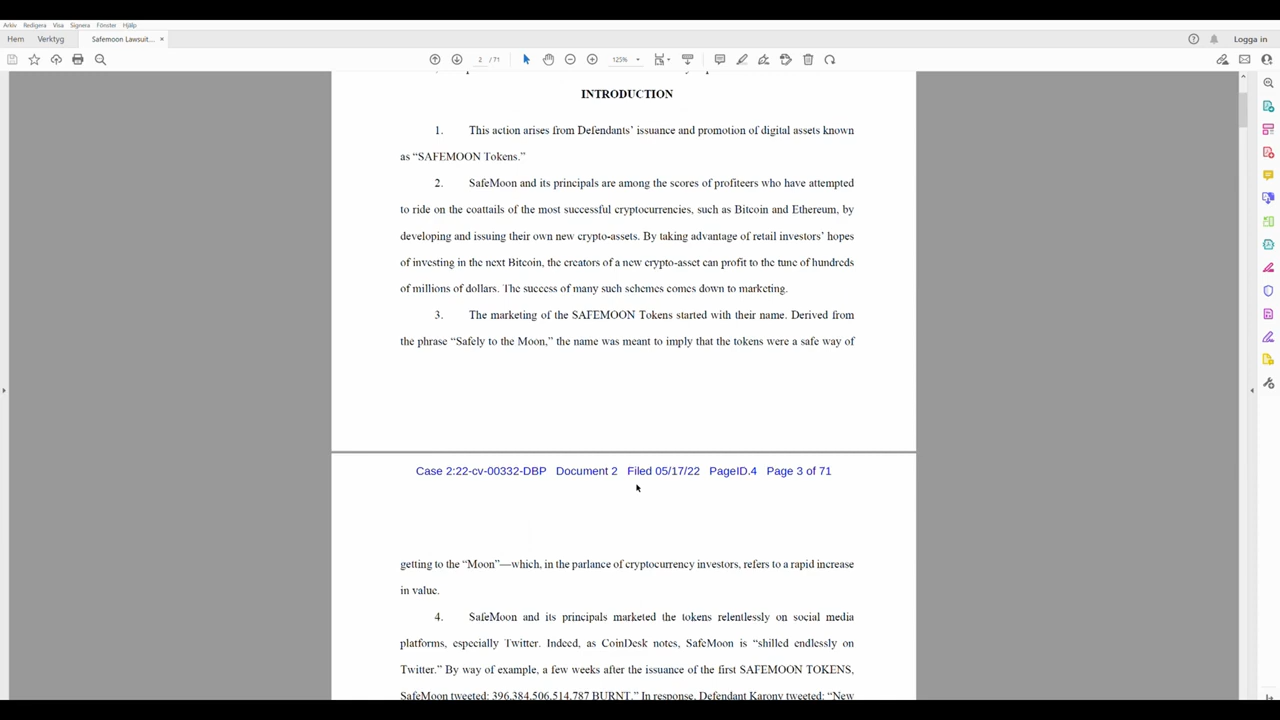 Arkiv Redigera Visa Signera Fönster Hjälp
Hem Verktyg Safemoon Lawsuit... × Logga in
2 / 71 125%
INTRODUCTION
1. This action arises from Defendants’ issuance and promotion of digital assets known
as “SAFEMOON Tokens.”
2. SafeMoon and its principals are among the scores of profiteers who have attempted
to ride on the coattails of the most successful cryptocurrencies, such as Bitcoin and Ethereum, by
developing and issuing their own new crypto-assets. By taking advantage of retail investors’ hopes
of investing in the next Bitcoin, the creators of a new crypto-asset can profit to the tune of hundreds
of millions of dollars. The success of many such schemes comes down to marketing.
3. The marketing of the SAFEMOON Tokens started with their name. Derived from
the phrase “Safely to the Moon,” the name was meant to imply that the tokens were a safe way of
Case 2:22-cv-00332-DBP Document 2 Filed 05/17/22 PageID.4 Page 3 of 71
getting to the “Moon”—which, in the parlance of cryptocurrency investors, refers to a rapid increase
in value.
4. SafeMoon and its principals marketed the tokens relentlessly on social media
platforms, especially Twitter. Indeed, as CoinDesk notes, SafeMoon is “shilled endlessly on
Twitter.” By way of example, a few weeks after the issuance of the first SAFEMOON TOKENS,
SafeMoon tweeted: 396,384,506,514,787 BURNT.” In response, Defendant Karony tweeted: “New